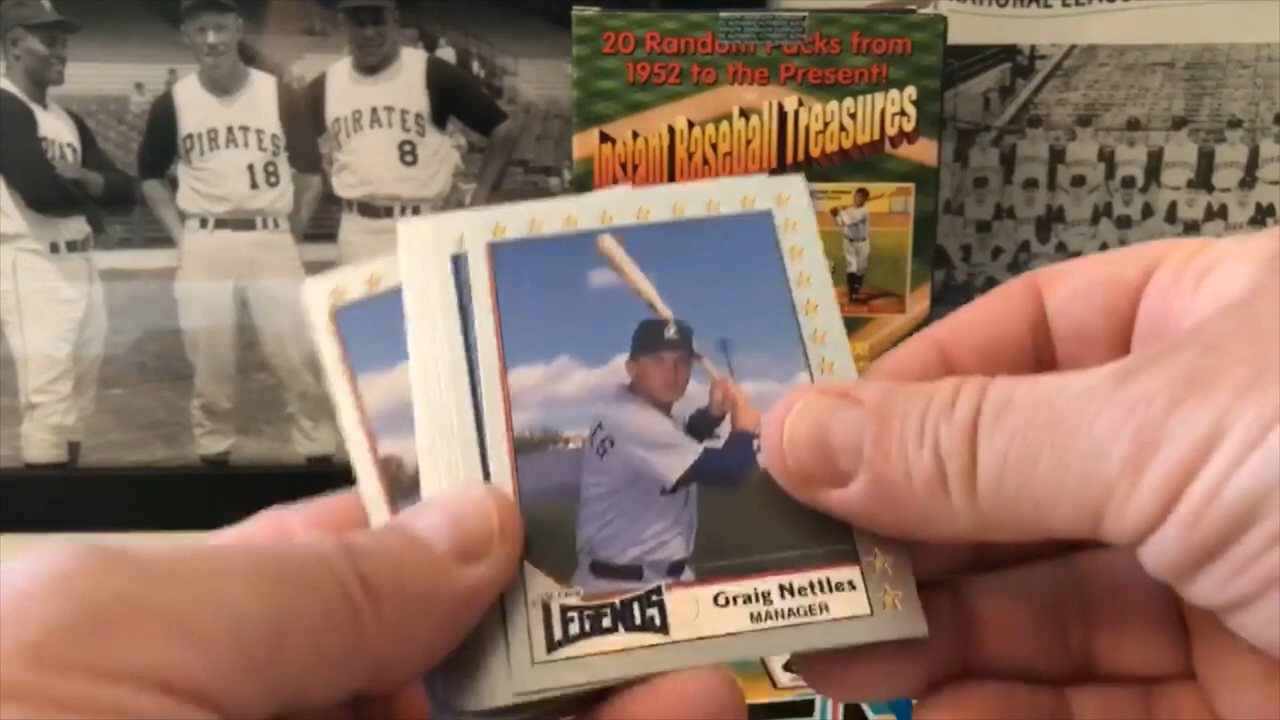 NATIONAL
20 Random Packs from
1952 to the Present!
Instant Baseball Treasures
PIRATES
18
PIRATES
8
LEGENDS
Graig Nettles
MANAGER